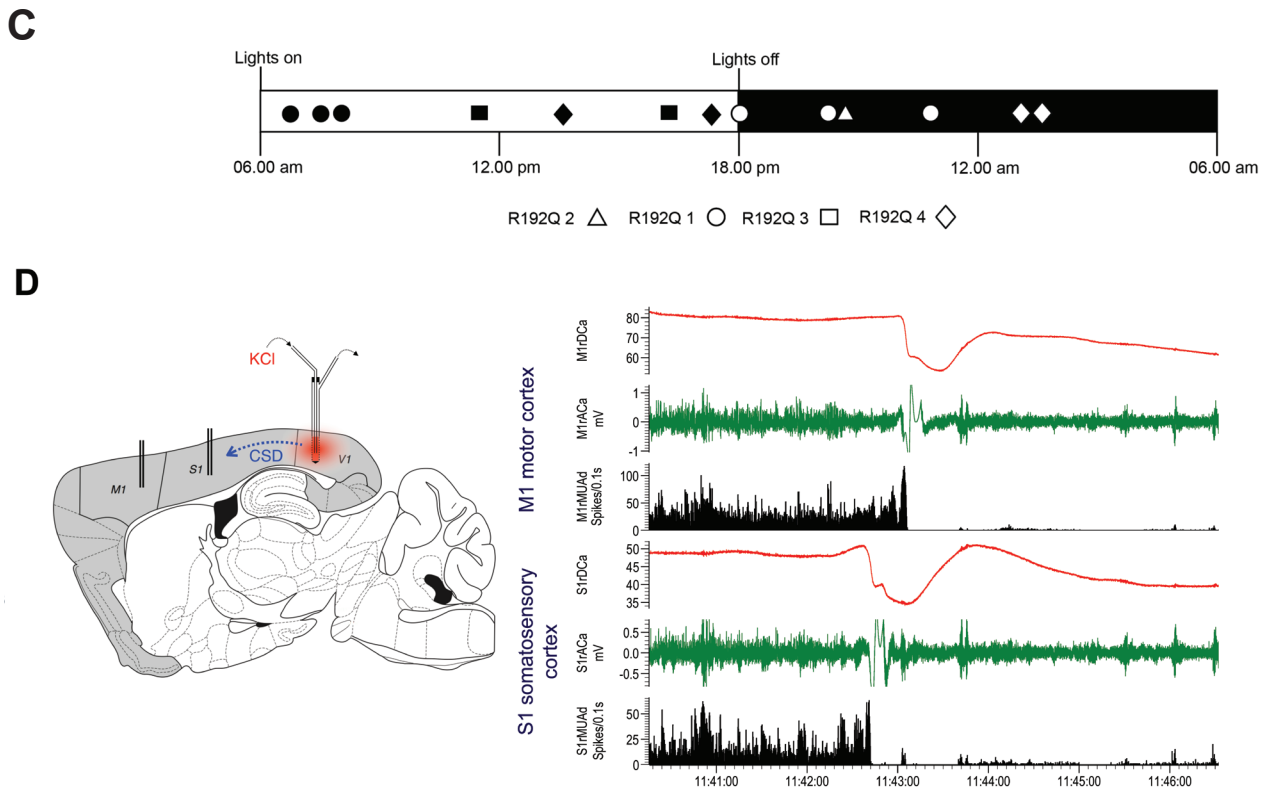 C
Lights on
Lights off
06.00 am
12.00 pm
18.00 pm
12.00 am
06.00 am
R192Q 2
R192Q 1
R192Q 3
R192Q 4
D
KCl
CSD
M1
S1
V1
M1 motor cortex
M1rDCa
80
70
60
M1rACa
mV
1
0
-1
M1rMUAd
Spikes/0.1s
100
50
0
S1 somatosensory
cortex
S1rDCa
50
45
40
35
S1rACa
mV
0.5
0.0
-0.5
S1rMUAd
Spikes/0.1s
50
25
0
11:41:00
11:42:00
11:43:00
11:44:00
11:45:00
11:46:00